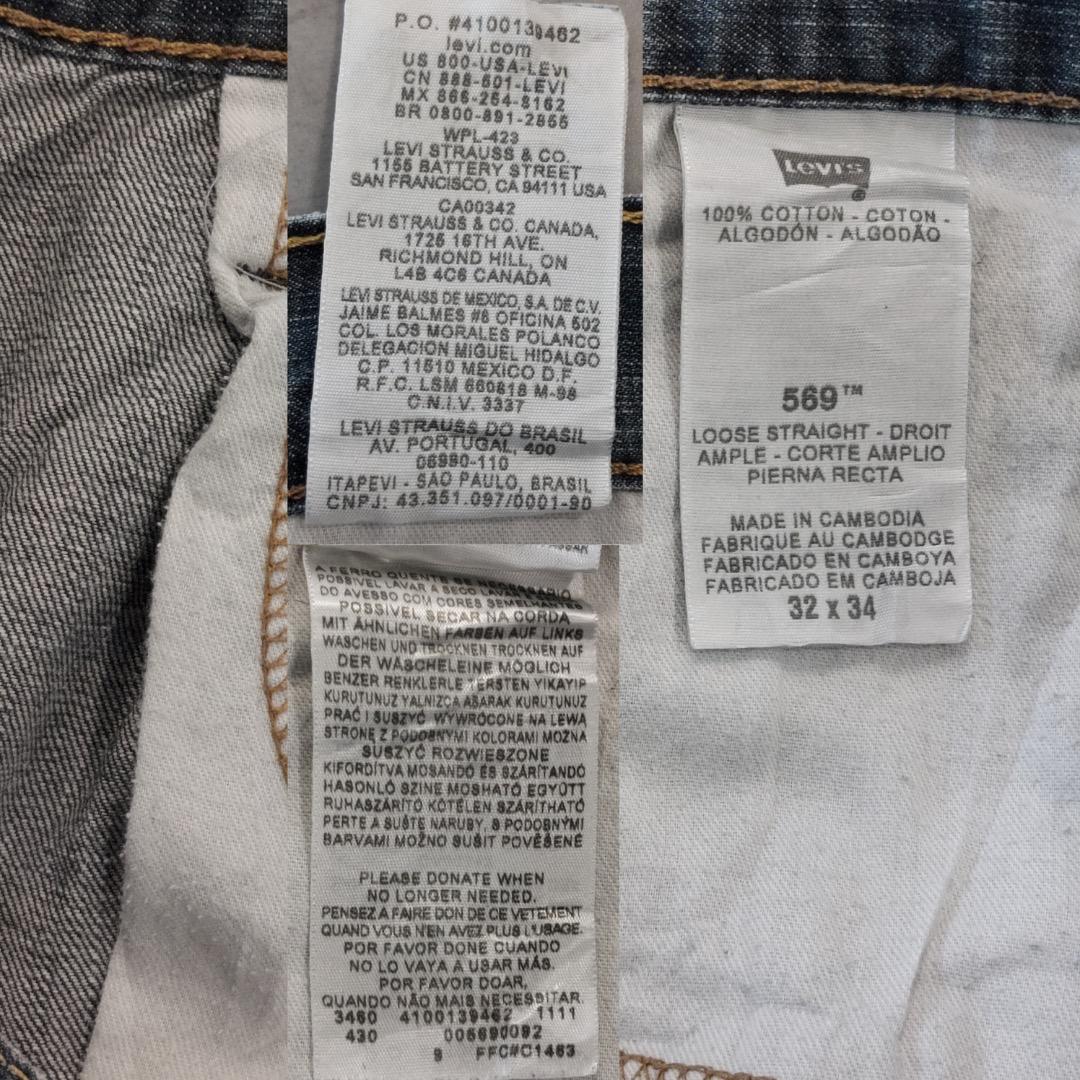 P.O. #4100139462
levi.com
US 800-USA-LEVI
CN 888-501-LEVI
MX 866-254-8162
BR 0800-891-2855
WPL-423
LEVI STRAUSS & CO.
1155 BATTERY STREET
SAN FRANCISCO, CA 94111 USA
CA00342
LEVI STRAUSS & CO. CANADA,
1725 16TH AVE.
RICHMOND HILL, ON
L4B 4C6 CANADA
LEVI STRAUSS DE MEXICO, S.A. DE C.V.
JAIME BALMES #8 OFICINA 502
COL. LOS MORALES POLANCO
DELEGACION MIGUEL HIDALGO
C.P. 11510 MEXICO D.F.
R.F.C. LSM 660818 M-98
C.N.I.V. 3337
LEVI STRAUSS DO BRASIL
AV. PORTUGAL, 400
06690-110
ITAPEVI - SAO PAULO, BRASIL
CNPJ: 43.351.097/0001-90
A FERRO QUENTE SE NECESSÁRIO
POSSIVEL LAVAR A SECO LAVAR
DO AVESSO COM CORES SEMELHANTES
POSSIVEL SECAR NA CORDA
MIT ÄHNLICHEN FARBEN AUF LINKS
WASCHEN UND TROCKNEN TROCKNEN AUF
DER WÄSCHELEINE MÖGLICH
BENZER RENKLERLE TERSTEN YIKAYIP
KURUTUNUZ YALNIZCA ASARAK KURUTUNUZ
PRAĆ I SUSZYĆ WYWRÓCONE NA LEWA
STRONĘ Z PODOBNYMI KOLORAMI MOŻNA
SUSZYĆ ROZWIESZONE
KIFORDÍTVA MOSANDÓ ÉS SZÁRÍTANDÓ
HASONLÓ SZINE MOSHATÓ EGYÜTT
RUHASZÁRÍTÓ KÖTÉLEN SZÁRÍTHATÓ
PERTE A SUŠTE NARUBY, S PODOBNÝMI
BARVAMI MOŽNO SUŠIT POVĚŠENÉ
PLEASE DONATE WHEN
NO LONGER NEEDED.
PENSEZ A FAIRE DON DE CE VETEMENT
QUAND VOUS N'EN AVEZ PLUS L'USAGE.
POR FAVOR DONE CUANDO
NO LO VAYA A USAR MÁS.
POR FAVOR DOAR,
QUANDO NÃO MAIS NECESSITAR.
3460 4100139462 1111
430 005690092
9 FFC#C1463
Levi's
®
100% COTTON - COTON -
ALGODÓN - ALGODÃO
569™
LOOSE STRAIGHT - DROIT
AMPLE - CORTE AMPLIO
PIERNA RECTA
MADE IN CAMBODIA
FABRIQUE AU CAMBODGE
FABRICADO EN CAMBOYA
FABRICADO EM CAMBOJA
32 x 34